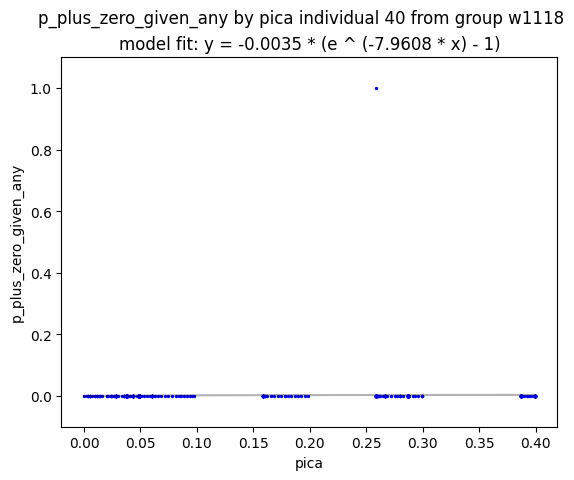 p_plus_zero_given_any by pica individual 40 from group w1118
model fit: y = -0.0035 * (e ^ (-7.9608 * x) - 1)
1.0
0.8
0.6
0.4
0.2
0.0
p_plus_zero_given_any
0.00 0.05 0.10 0.15 0.20 0.25 0.30 0.35 0.40
pica